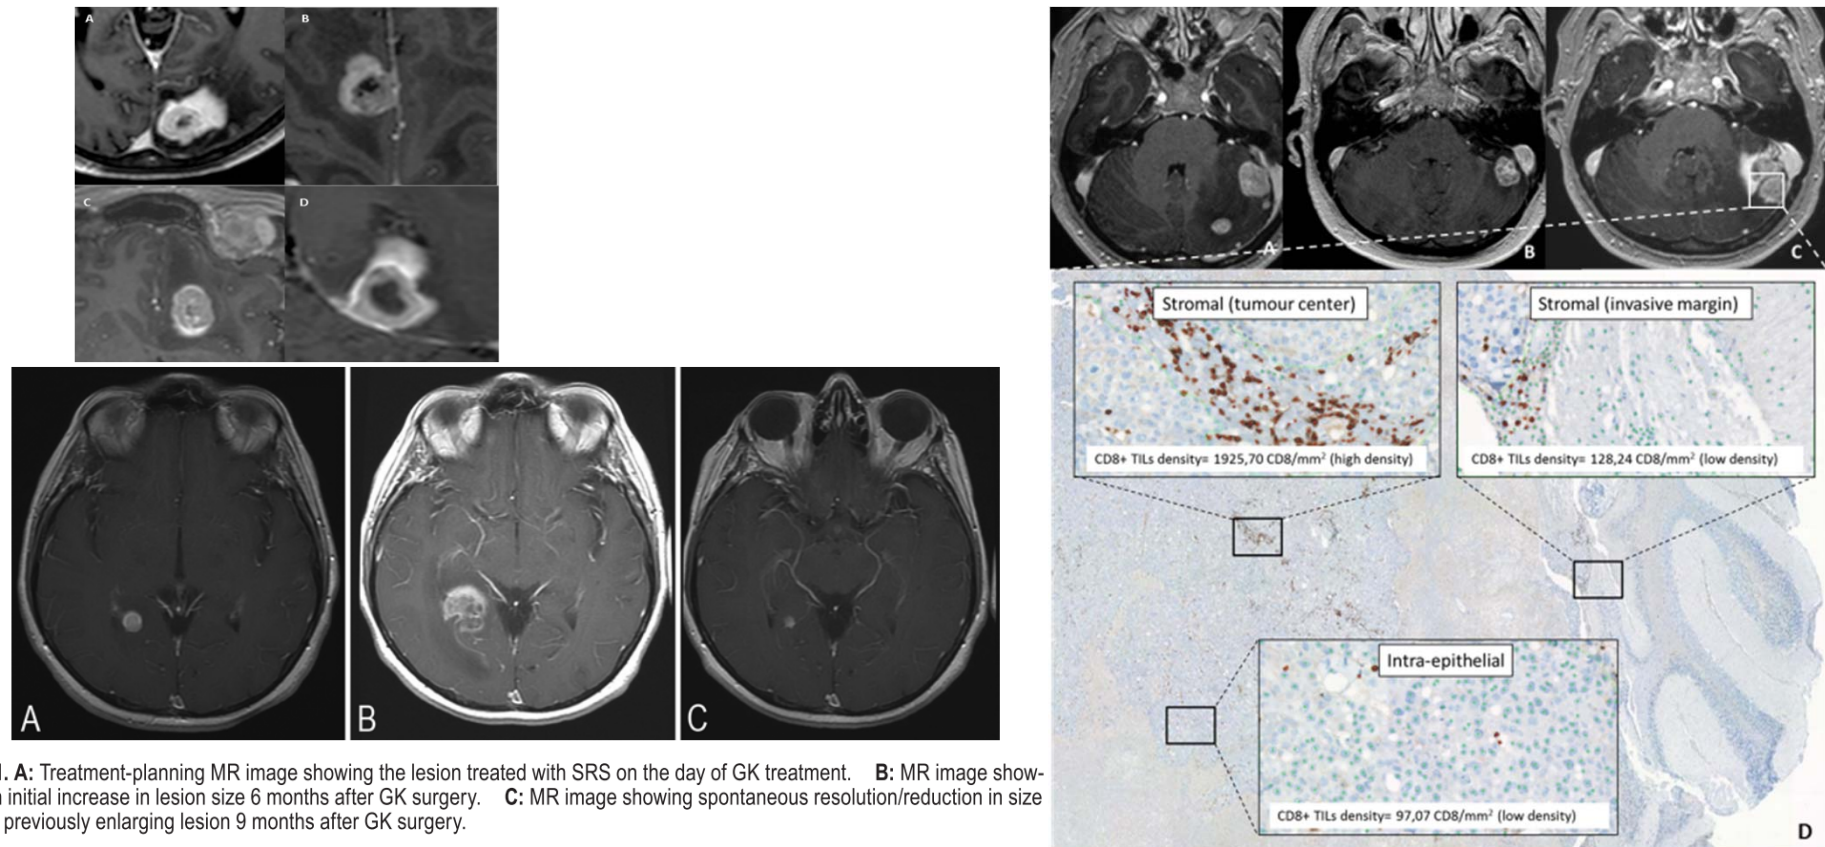 A
B
C
D
A
B
C
. A: Treatment-planning MR image showing the lesion treated with SRS on the day of GK treatment. B: MR image show-
initial increase in lesion size 6 months after GK surgery. C: MR image showing spontaneous resolution/reduction in size
previously enlarging lesion 9 months after GK surgery.
A
B
C
Stromal (tumour center)
CD8+ TILs density= 1925,70 CD8/mm² (high density)
Stromal (invasive margin)
CD8+ TILs density= 128,24 CD8/mm² (low density)
Intra-epithelial
CD8+ TILs density= 97,07 CD8/mm² (low density)
D